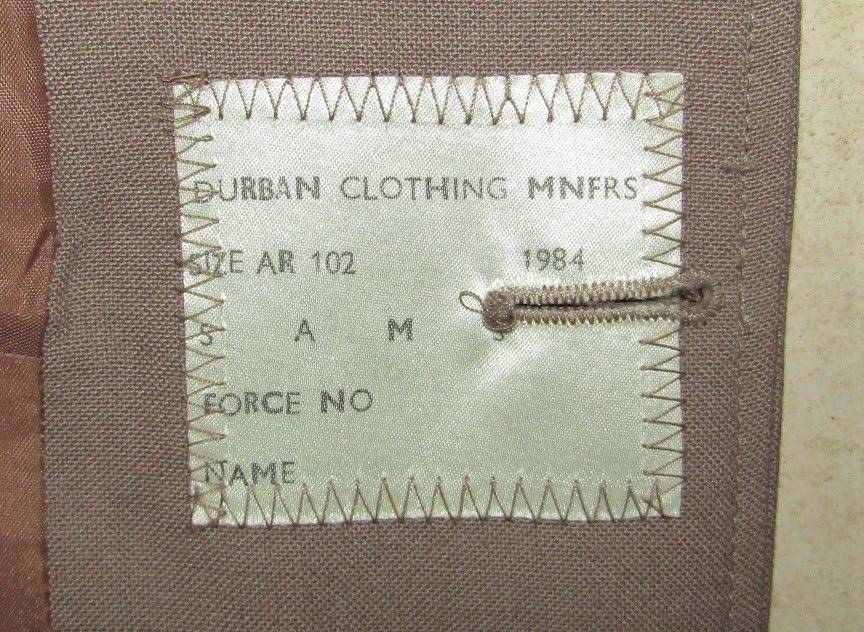 DURBAN CLOTHING MNFRS
SIZE AR 102 1984
S A M S
FORCE NO
NAME